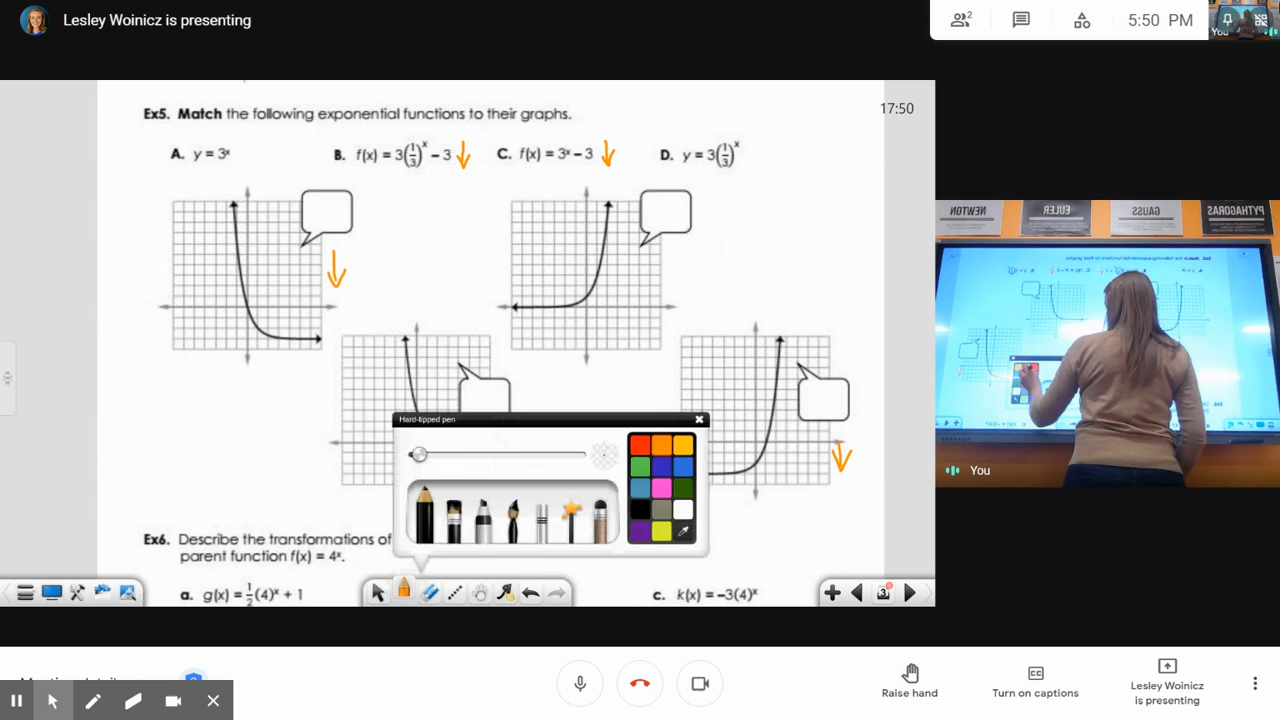 Lesley Woinicz is presenting
2
5:50 PM
You
17:50
Ex5. Match the following exponential functions to their graphs.
A. y = 3ˣ B. f(x) = 3(1/3)ˣ − 3 C. f(x) = 3ˣ − 3 D. y = 3(1/3)ˣ
NEWTON EULER GAUSS PYTHAGORAS
Hard-tipped pen
You
Ex6. Describe the transformations of
parent function f(x) = 4ˣ.
a. g(x) = 1/2(4)ˣ + 1 c. k(x) = −3(4)ˣ
3
Raise hand
Turn on captions
Lesley Woinicz
is presenting